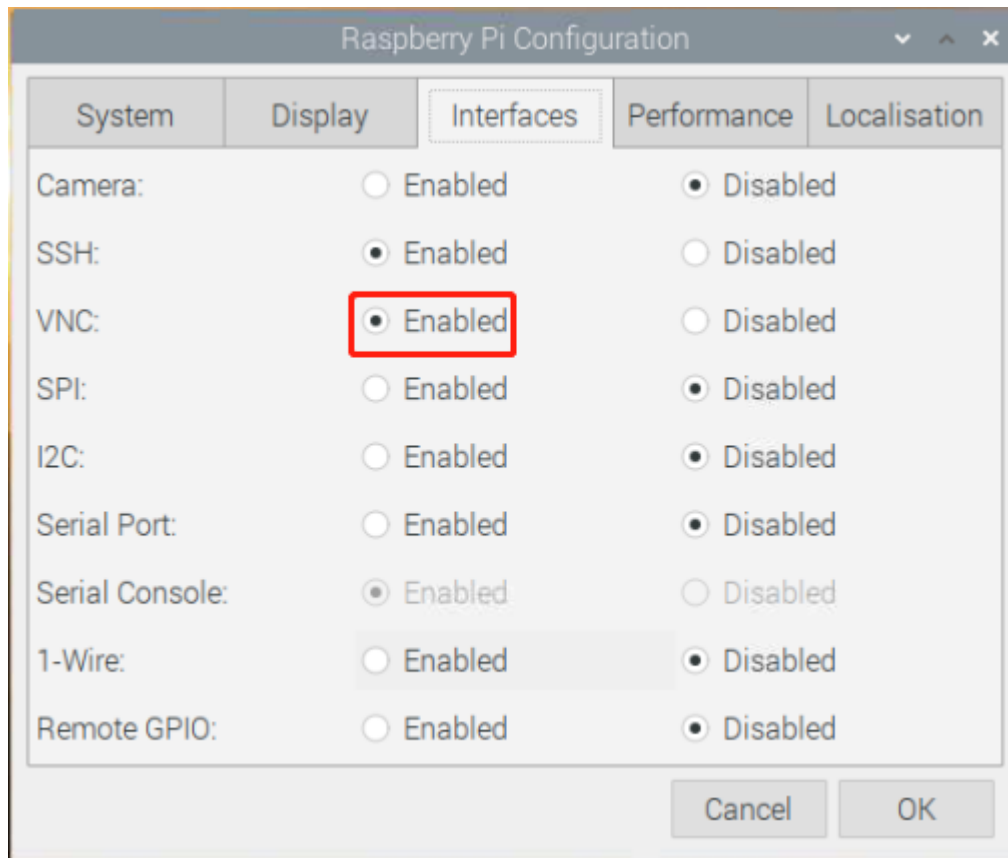 Raspberry Pi Configuration
System Display Interfaces Performance Localisation
Camera: Enabled Disabled
SSH: Enabled Disabled
VNC: Enabled Disabled
SPI: Enabled Disabled
I2C: Enabled Disabled
Serial Port: Enabled Disabled
Serial Console: Enabled Disabled
1-Wire: Enabled Disabled
Remote GPIO: Enabled Disabled
Cancel OK